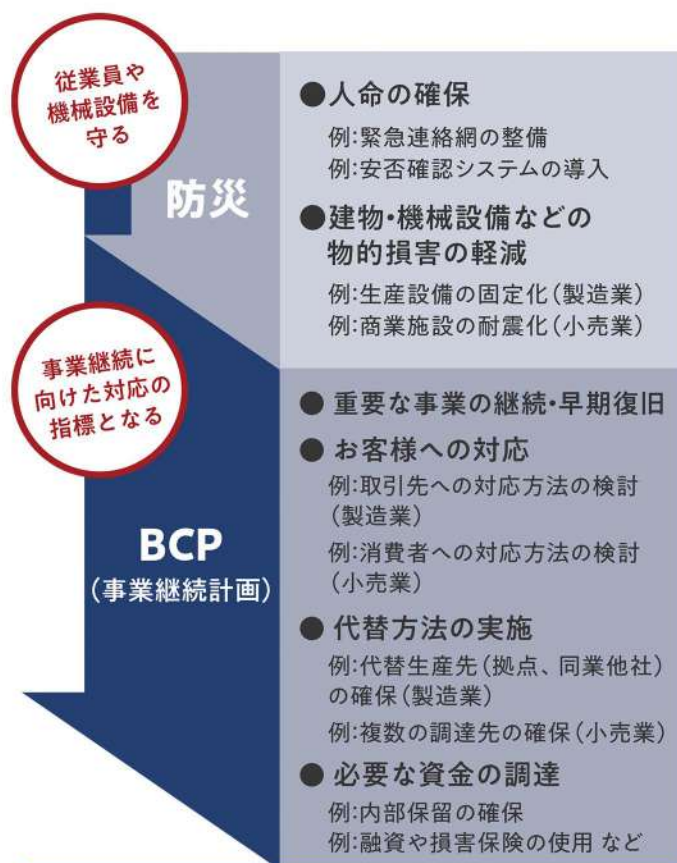 従業員や
機械設備を
守る
防災
●人命の確保
例:緊急連絡網の整備
例:安否確認システムの導入
●建物・機械設備などの
物的損害の軽減
例:生産設備の固定化(製造業)
例:商業施設の耐震化(小売業)
事業継続に
向けた対応の
指標となる
BCP
(事業継続計画)
● 重要な事業の継続・早期復旧
● お客様への対応
例:取引先への対応方法の検討
(製造業)
例:消費者への対応方法の検討
(小売業)
● 代替方法の実施
例:代替生産先(拠点、同業他社)
の確保(製造業)
例:複数の調達先の確保(小売業)
● 必要な資金の調達
例:内部保留の確保
例:融資や損害保険の使用 など